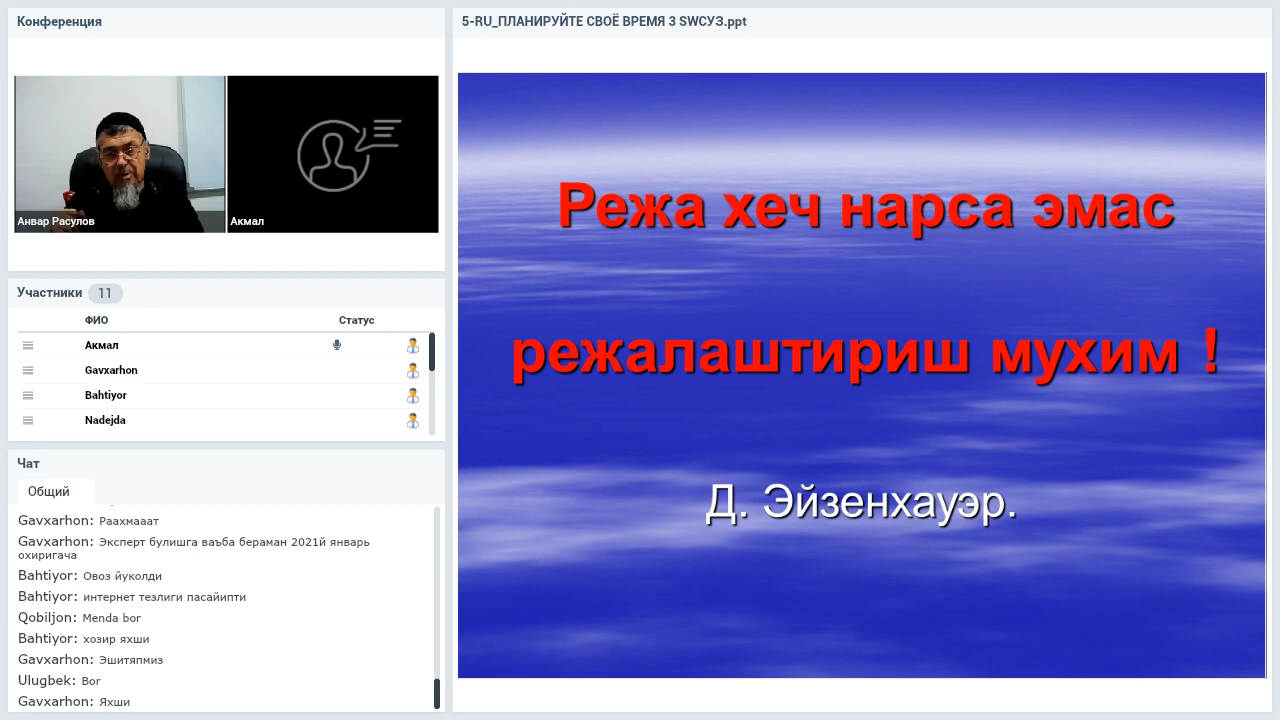 Конференция
Анвар Расулов
Акмал
Участники 11
ФИО Статус
Акмал
Gavxarhon
Bahtiyor
Nadejda
Чат
Общий
Gavxarhon: Раахмааат
Gavxarhon: Эксперт булишга ваъба бераман 2021й январь
охиригача
Bahtiyor: Овоз йуколди
Bahtiyor: интернет тезлиги пасайипти
Qobiljon: Menda bor
Bahtiyor: хозир яхши
Gavxarhon: Эшитяпмиз
Ulugbek: Bor
Gavxarhon: Яхши
5-RU_ПЛАНИРУЙТЕ СВОЁ ВРЕМЯ 3 SWСУЗ.ppt
Режа хеч нарса эмас
режалаштириш мухим !
Д. Эйзенхауэр.